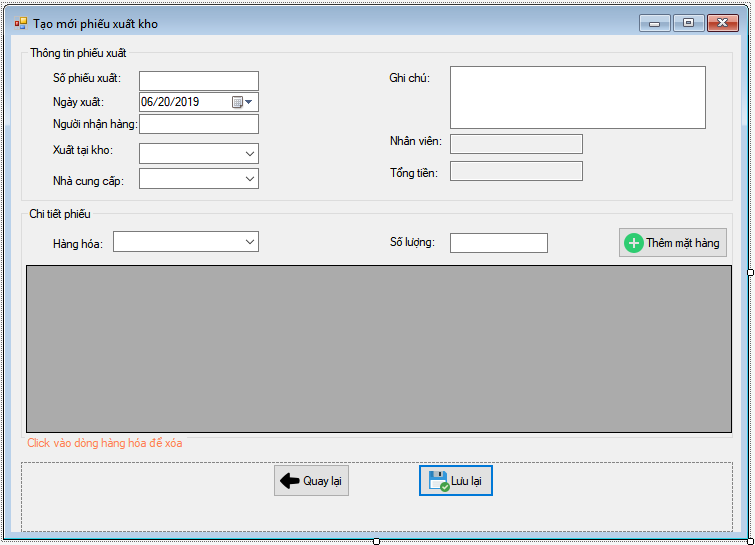 Tạo mới phiếu xuất kho
Thông tin phiếu xuất
Số phiếu xuất:
Ghi chú:
Ngày xuất: 06/20/2019
Người nhận hàng:
Nhân viên:
Xuất tại kho:
Tổng tiền:
Nhà cung cấp:
Chi tiết phiếu
Hàng hóa: Số lượng: Thêm mặt hàng
Click vào dòng hàng hóa để xóa
Quay lại Lưu lại